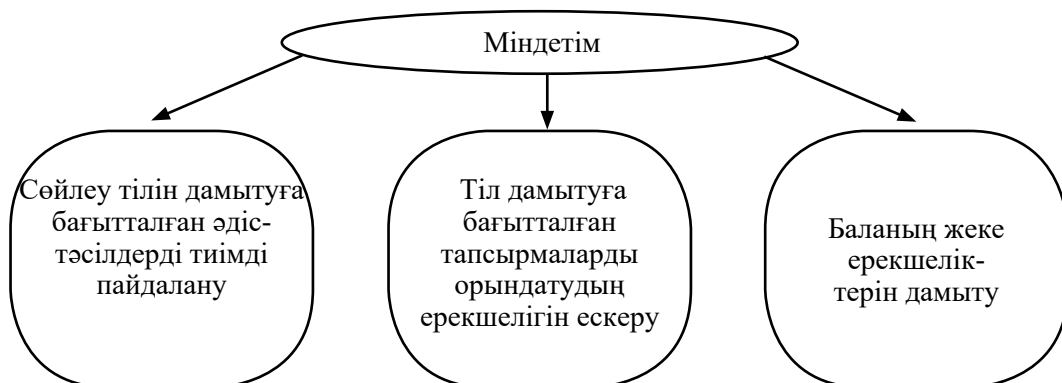 Міндетім
Сөйлеу тілін дамытуға
бағытталған әдіс-
тәсілдерді тиімді
пайдалану
Тіл дамытуға
бағытталған
тапсырмаларды
орындатудың
ерекшелігін ескеру
Баланың жеке
ерекшелік-
терін дамыту